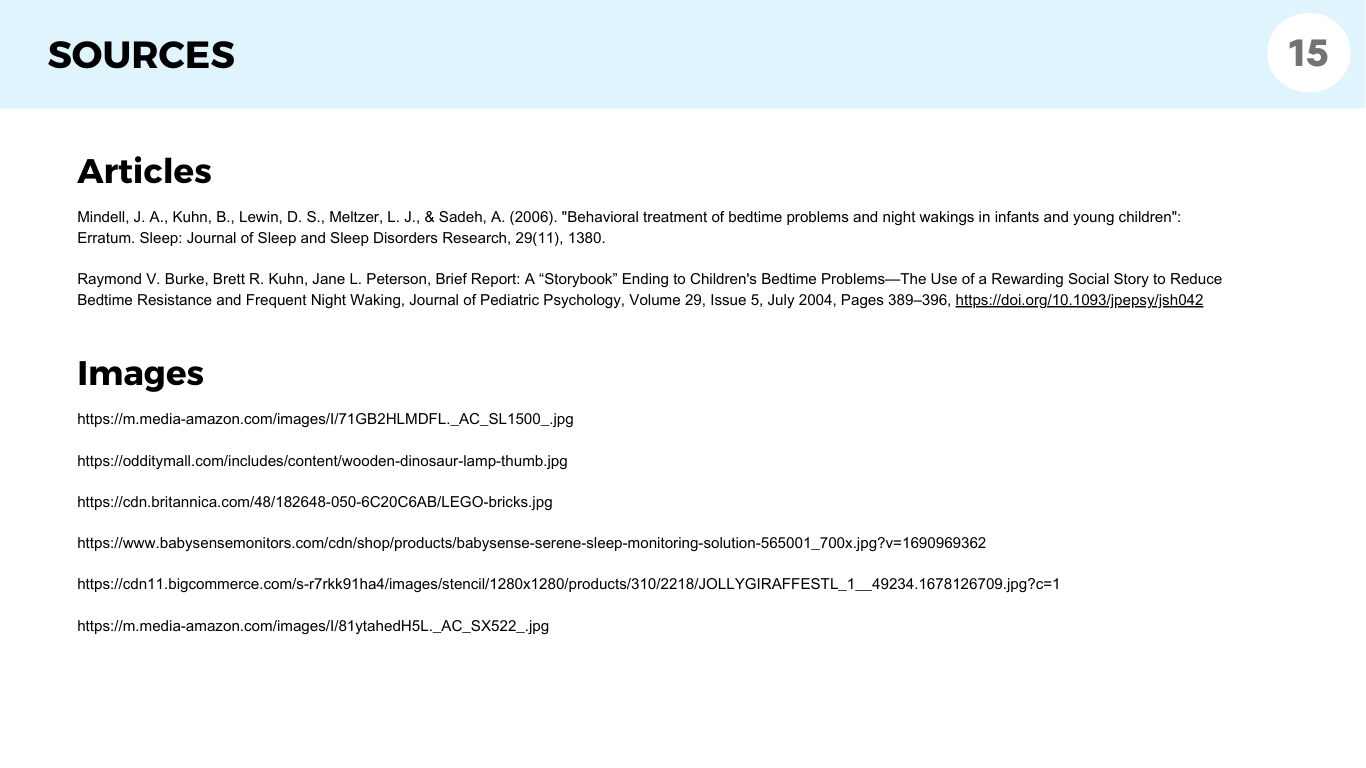 SOURCES
15
Articles
Mindell, J. A., Kuhn, B., Lewin, D. S., Meltzer, L. J., & Sadeh, A. (2006). "Behavioral treatment of bedtime problems and night wakings in infants and young children":
Erratum. Sleep: Journal of Sleep and Sleep Disorders Research, 29(11), 1380.
Raymond V. Burke, Brett R. Kuhn, Jane L. Peterson, Brief Report: A “Storybook” Ending to Children's Bedtime Problems—The Use of a Rewarding Social Story to Reduce
Bedtime Resistance and Frequent Night Waking, Journal of Pediatric Psychology, Volume 29, Issue 5, July 2004, Pages 389–396, https://doi.org/10.1093/jpepsy/jsh042
Images
https://m.media-amazon.com/images/I/71GB2HLMDFL._AC_SL1500_.jpg
https://odditymall.com/includes/content/wooden-dinosaur-lamp-thumb.jpg
https://cdn.britannica.com/48/182648-050-6C20C6AB/LEGO-bricks.jpg
https://www.babysensemonitors.com/cdn/shop/products/babysense-serene-sleep-monitoring-solution-565001_700x.jpg?v=1690969362
https://cdn11.bigcommerce.com/s-r7rkk91ha4/images/stencil/1280x1280/products/310/2218/JOLLYGIRAFFESTL_1__49234.1678126709.jpg?c=1
https://m.media-amazon.com/images/I/81ytahedH5L._AC_SX522_.jpg